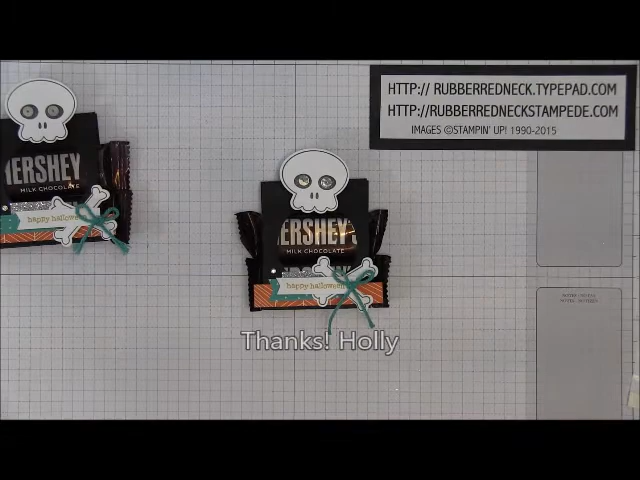 HTTP:// RUBBERREDNECK.TYPEPAD.COM
HTTP://RUBBERREDNECKSTAMPEDE.COM
IMAGES ©STAMPIN' UP! 1990-2015
HERSHEY
MILK CHOCOLATE
happy halloween
HERSHEY'S
MILK CHOCOLATE
happy halloween
Thanks! Holly